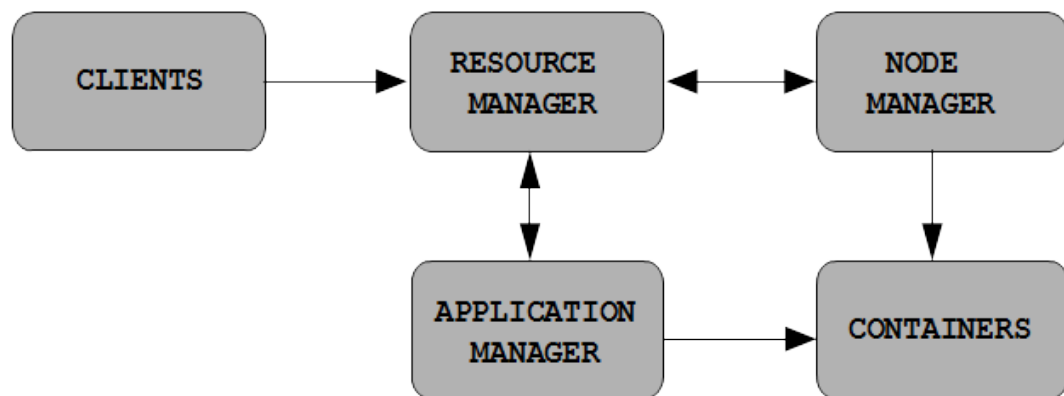 CLIENTS
RESOURCE
MANAGER
NODE
MANAGER
APPLICATION
MANAGER
CONTAINERS